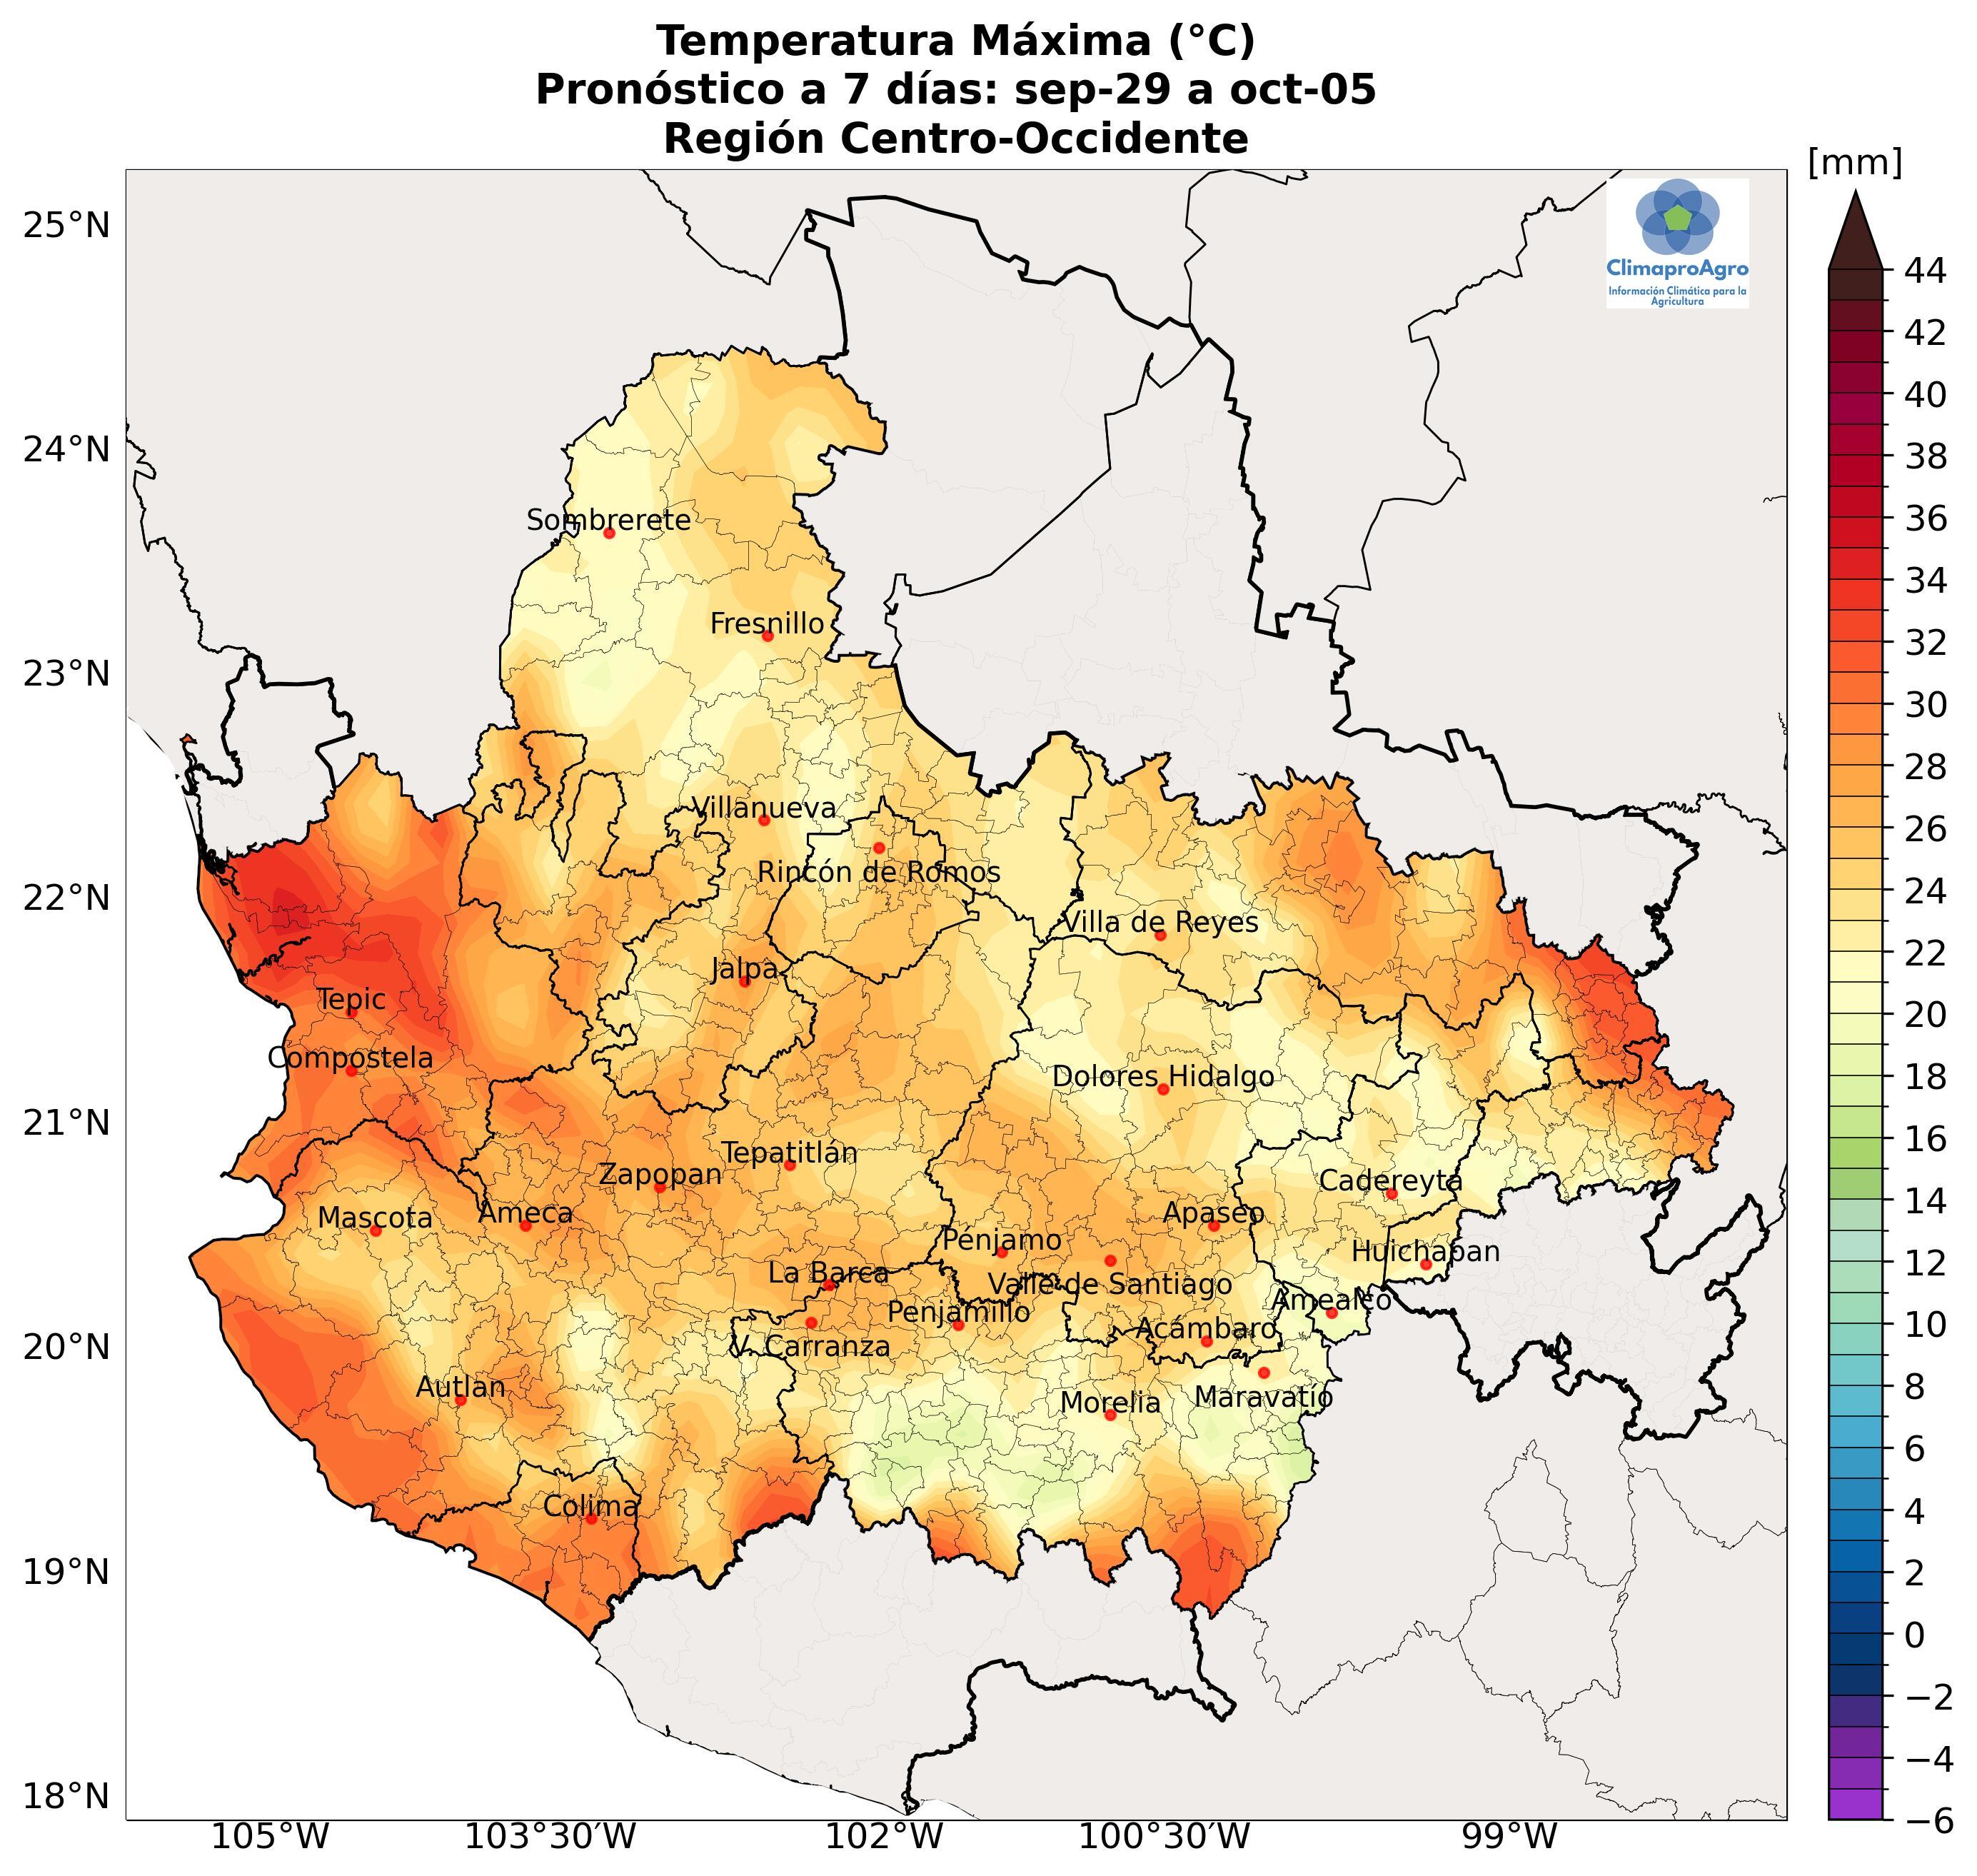 Temperatura Máxima (°C)
Pronóstico a 7 días: sep-29 a oct-05
Región Centro-Occidente
[mm]
ClimaproAgro
Información Climática para la
Agricultura
25°N
24°N
23°N
22°N
21°N
20°N
19°N
18°N
Sombrerete
Fresnillo
Villanueva
Rincón de Romos
Villa de Reyes
Jalpa
Tepic
Compostela
Dolores Hidalgo
Tepatitlán
Zapopan
Cadereyta
Mascota
Ameca
Apaseo
Pénjamo
Huichapan
La Barca
Valle de Santiago
Amealco
Penjamillo
Acámbaro
V. Carranza
Autlan
Morelia
Maravatío
Colima
105°W
103°30′W
102°W
100°30′W
99°W
44
42
40
38
36
34
32
30
28
26
24
22
20
18
16
14
12
10
8
6
4
2
0
−2
−4
−6